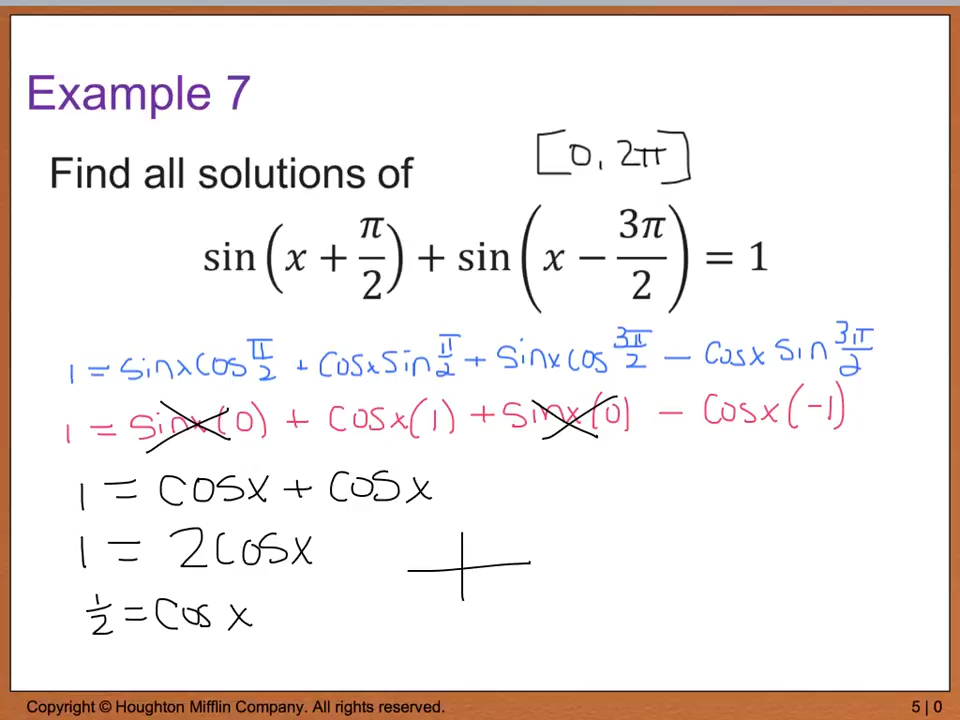 Example 7
[0, 2π]
Find all solutions of
sin(x + π/2) + sin(x − 3π/2) = 1
1 = sinx cos π/2 + cosx sin π/2 + sinx cos 3π/2 − cosx sin 3π/2
1 = sinx(0) + cosx(1) + sinx(0) − cosx(−1)
1 = cosx + cosx
1 = 2cosx
1/2 = cos x
Copyright © Houghton Mifflin Company. All rights reserved.
5 | 0